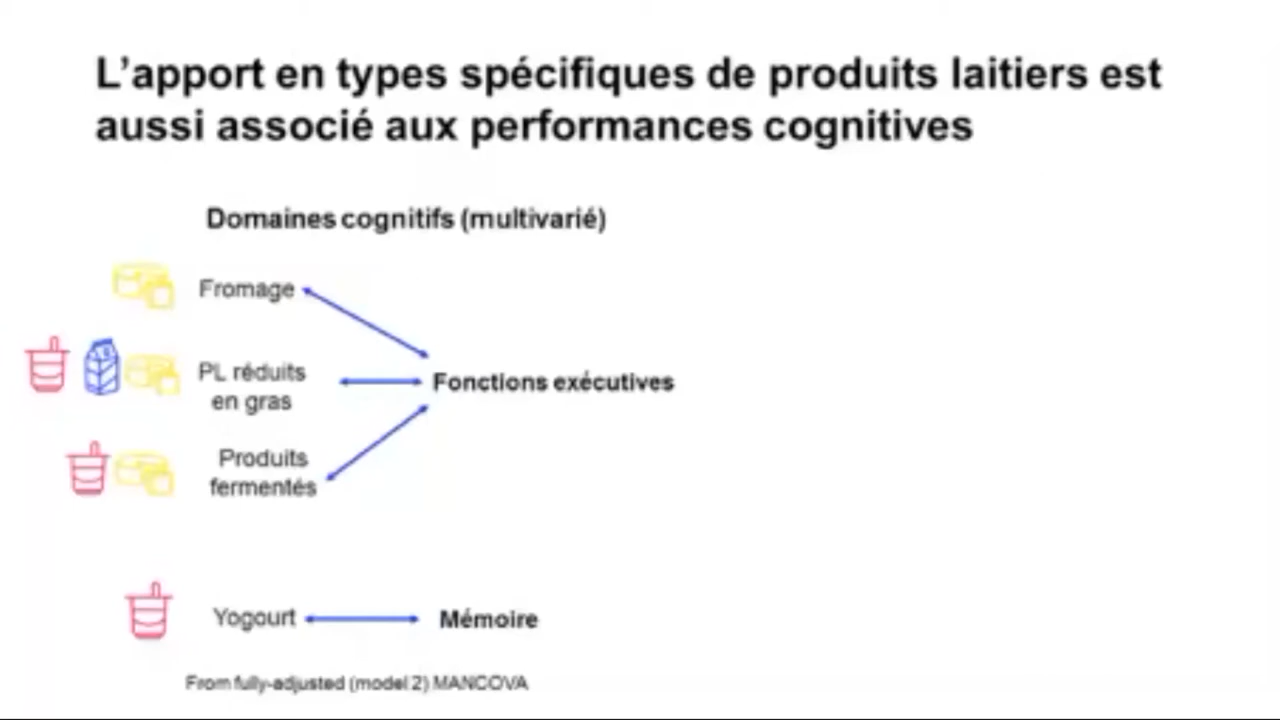 L'apport en types spécifiques de produits laitiers est
aussi associé aux performances cognitives
Domaines cognitifs (multivarié)
Fromage
PL réduits
en gras
Fonctions exécutives
Produits
fermentés
Yogourt
Mémoire
From fully-adjusted (model 2) MANCOVA